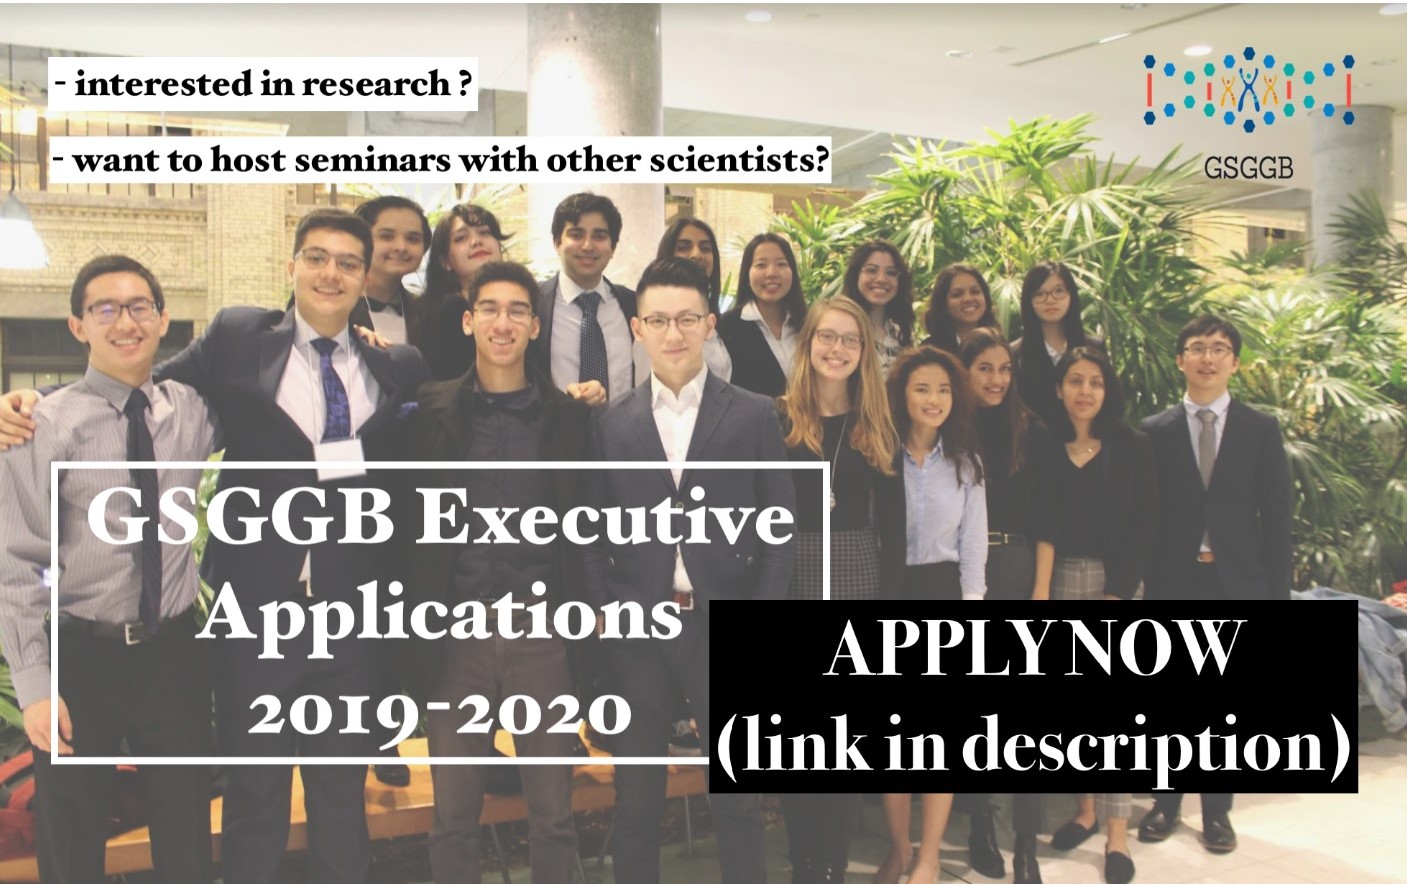 - interested in research ?
- want to host seminars with other scientists?
GSGGB
GSGGB Executive
Applications
2019-2020
APPLY NOW
(link in description)